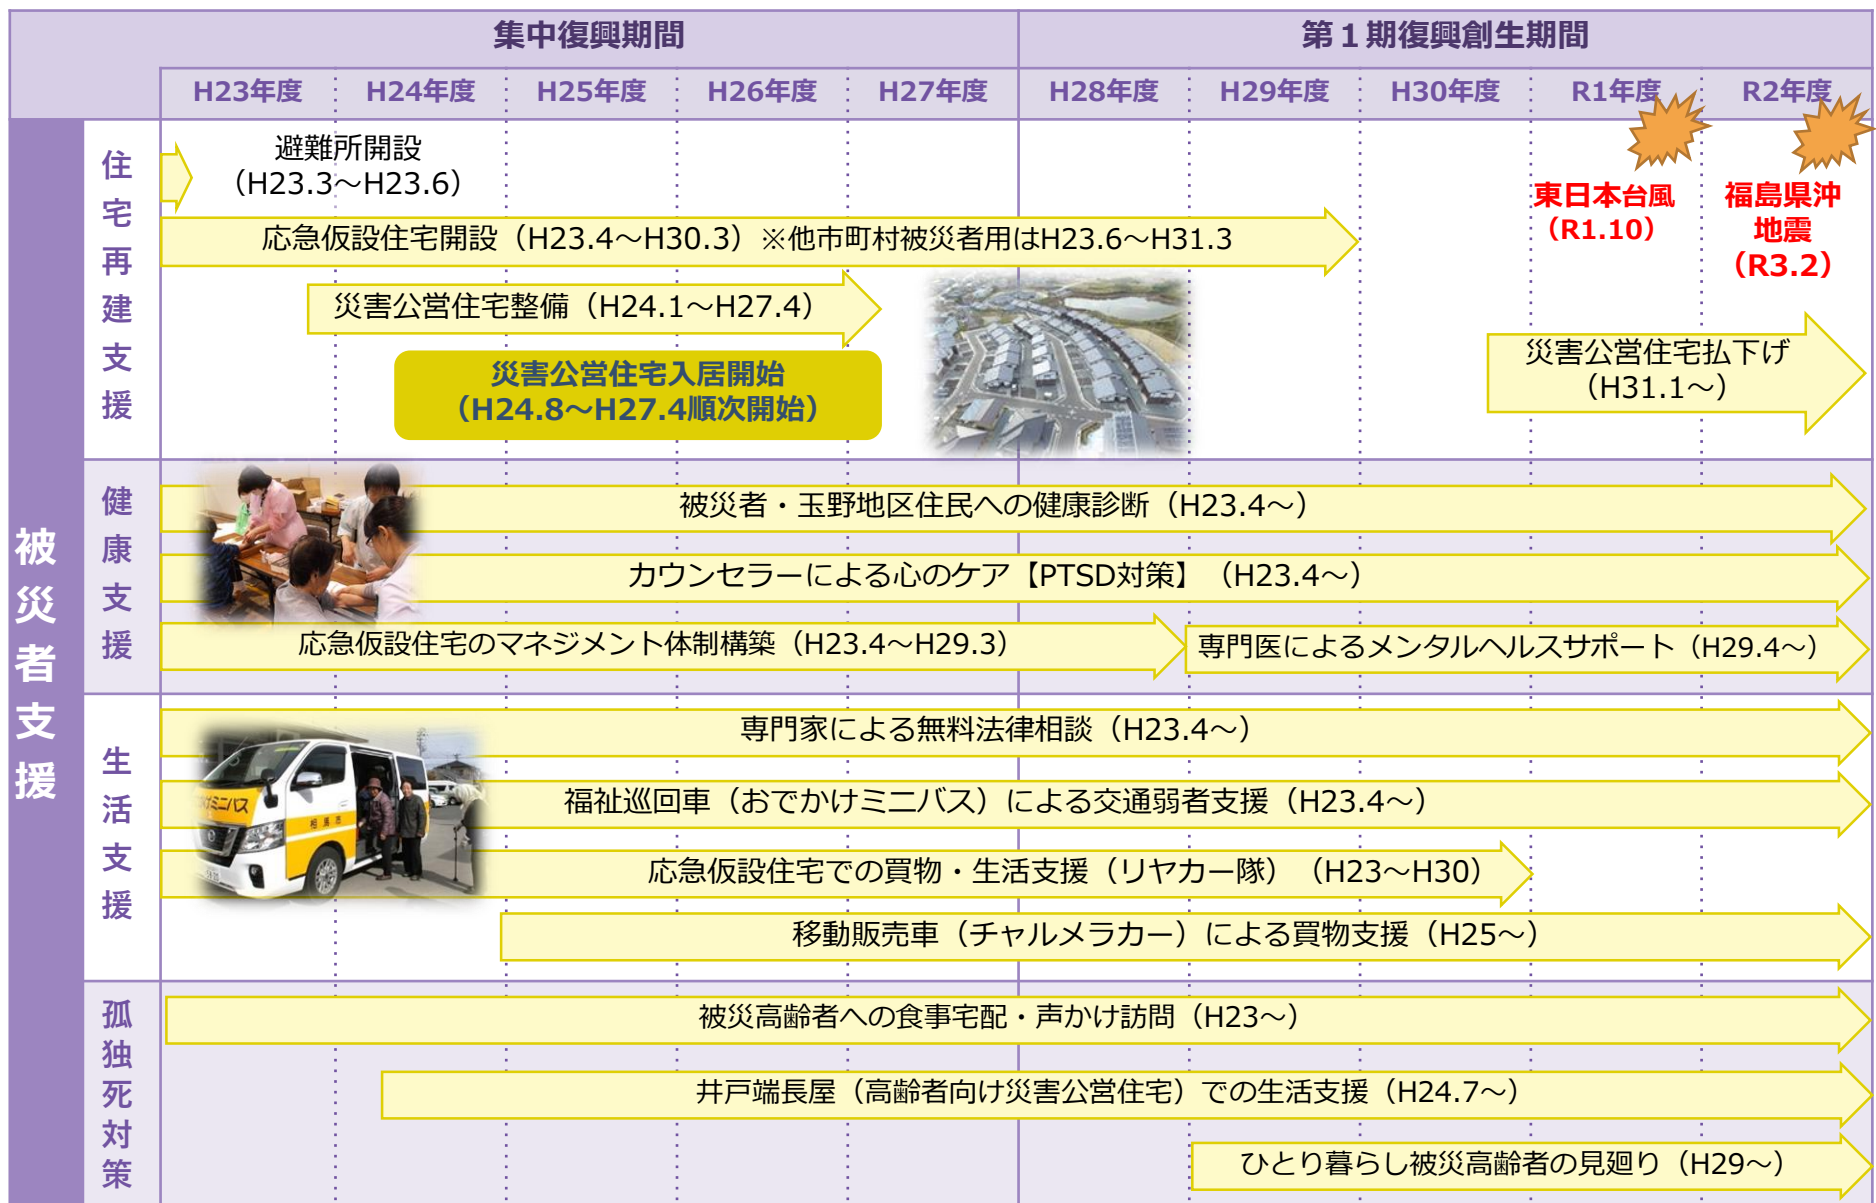 集中復興期間
第１期復興創生期間
H23年度
H24年度
H25年度
H26年度
H27年度
H28年度
H29年度
H30年度
R1年度
R2年度
被災者支援
住宅再建支援
避難所開設
（H23.3～H23.6）
東日本台風
（R1.10）
福島県沖
地震
（R3.2）
応急仮設住宅開設（H23.4～H30.3）※他市町村被災者用はH23.6～H31.3
災害公営住宅整備（H24.1～H27.4）
災害公営住宅入居開始
（H24.8～H27.4順次開始）
災害公営住宅払下げ
（H31.1～）
健康支援
被災者・玉野地区住民への健康診断（H23.4～）
カウンセラーによる心のケア【PTSD対策】（H23.4～）
応急仮設住宅のマネジメント体制構築（H23.4～H29.3）
専門医によるメンタルヘルスサポート（H29.4～）
生活支援
専門家による無料法律相談（H23.4～）
福祉巡回車（おでかけミニバス）による交通弱者支援（H23.4～）
かけミニバス
相馬市
応急仮設住宅での買物・生活支援（リヤカー隊）（H23～H30）
移動販売車（チャルメラカー）による買物支援（H25～）
孤独死対策
被災高齢者への食事宅配・声かけ訪問（H23～）
井戸端長屋（高齢者向け災害公営住宅）での生活支援（H24.7～）
ひとり暮らし被災高齢者の見廻り（H29～）